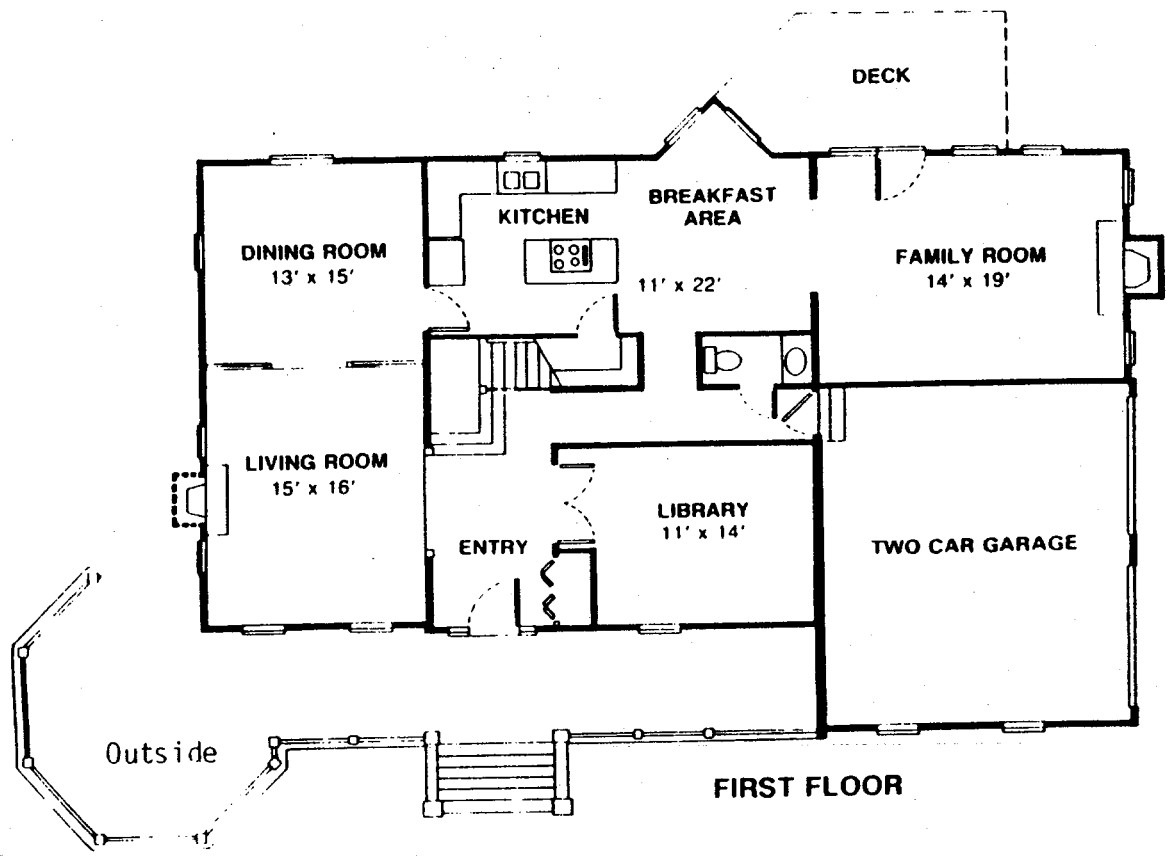 DECK
BREAKFAST
AREA
KITCHEN
DINING ROOM
13' x 15'
11' x 22'
FAMILY ROOM
14' x 19'
LIVING ROOM
15' x 16'
LIBRARY
11' x 14'
ENTRY
TWO CAR GARAGE
Outside
FIRST FLOOR